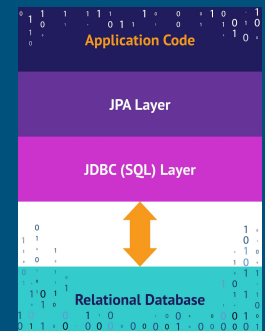 Application Code
JPA Layer
JDBC (SQL) Layer
Relational Database